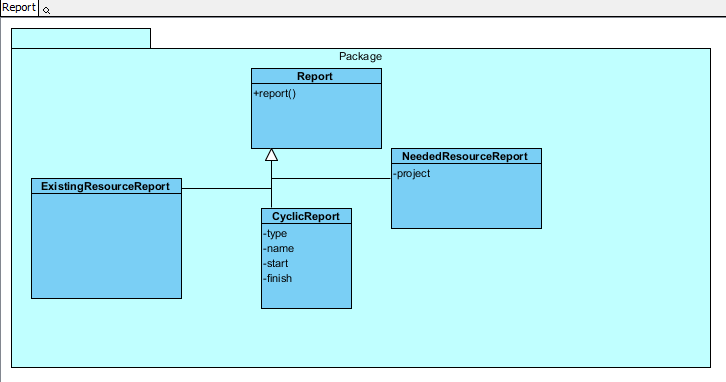 Report
Package
Report
+report()
NeededResourceReport
-project
ExistingResourceReport
CyclicReport
-type
-name
-start
-finish